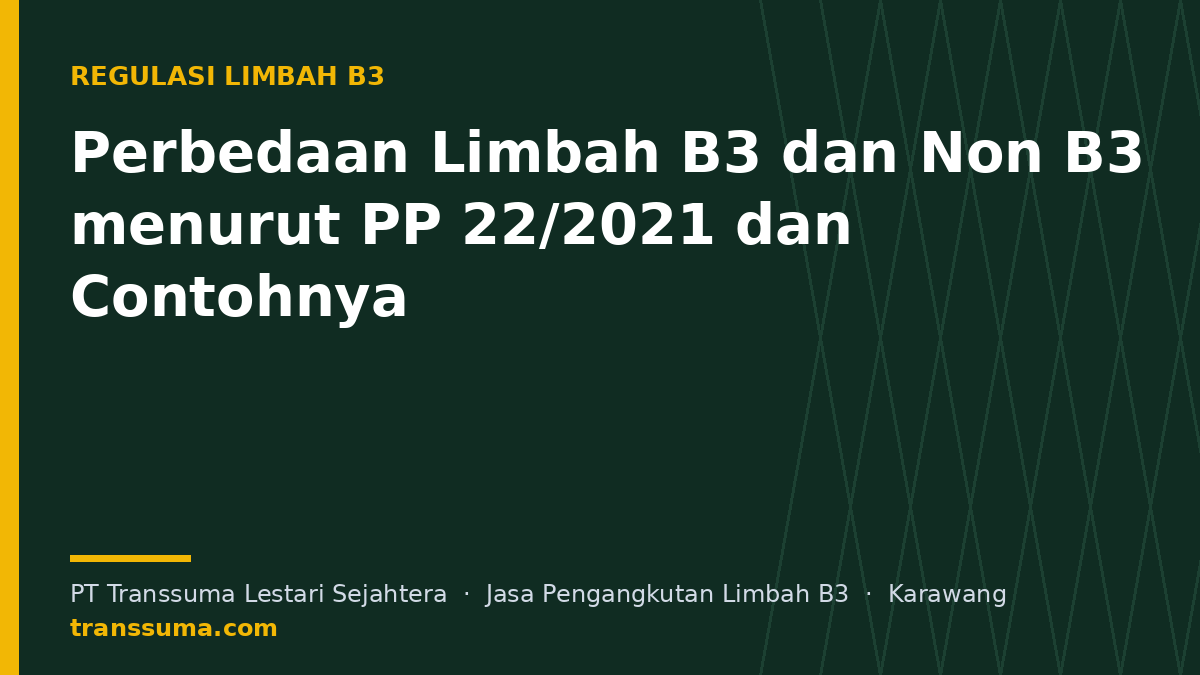 REGULASI LIMBAH B3
Perbedaan Limbah B3 dan Non B3
menurut PP 22/2021 dan
Contohnya
PT Transsuma Lestari Sejahtera · Jasa Pengangkutan Limbah B3 · Karawang
transsuma.com